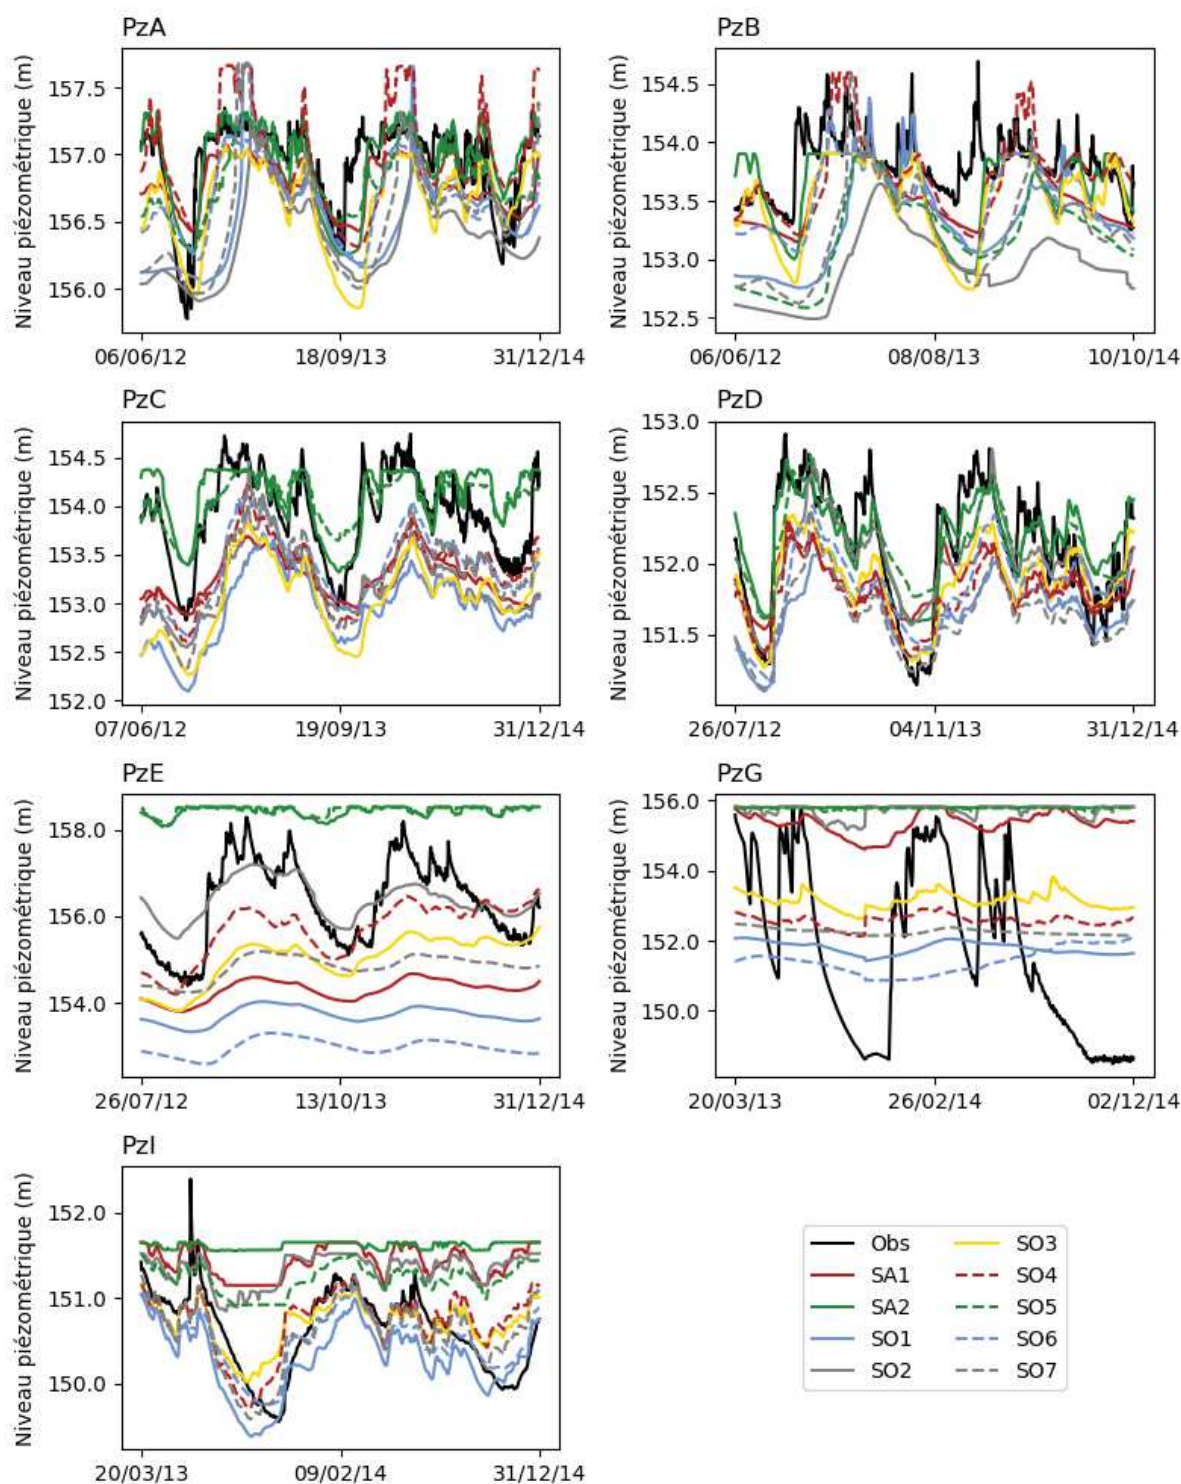 PzA
Niveau piézométrique (m)
157.5
157.0
156.5
156.0
06/06/12
18/09/13
31/12/14
PzB
Niveau piézométrique (m)
154.5
154.0
153.5
153.0
152.5
06/06/12
08/08/13
10/10/14
PzC
Niveau piézométrique (m)
154.5
154.0
153.5
153.0
152.5
152.0
07/06/12
19/09/13
31/12/14
PzD
Niveau piézométrique (m)
153.0
152.5
152.0
151.5
26/07/12
04/11/13
31/12/14
PzE
Niveau piézométrique (m)
158.0
156.0
154.0
26/07/12
13/10/13
31/12/14
PzG
Niveau piézométrique (m)
156.0
154.0
152.0
150.0
20/03/13
26/02/14
02/12/14
PzI
Niveau piézométrique (m)
152.0
151.0
150.0
20/03/13
09/02/14
31/12/14
Obs
SA1
SA2
SO1
SO2
SO3
SO4
SO5
SO6
SO7